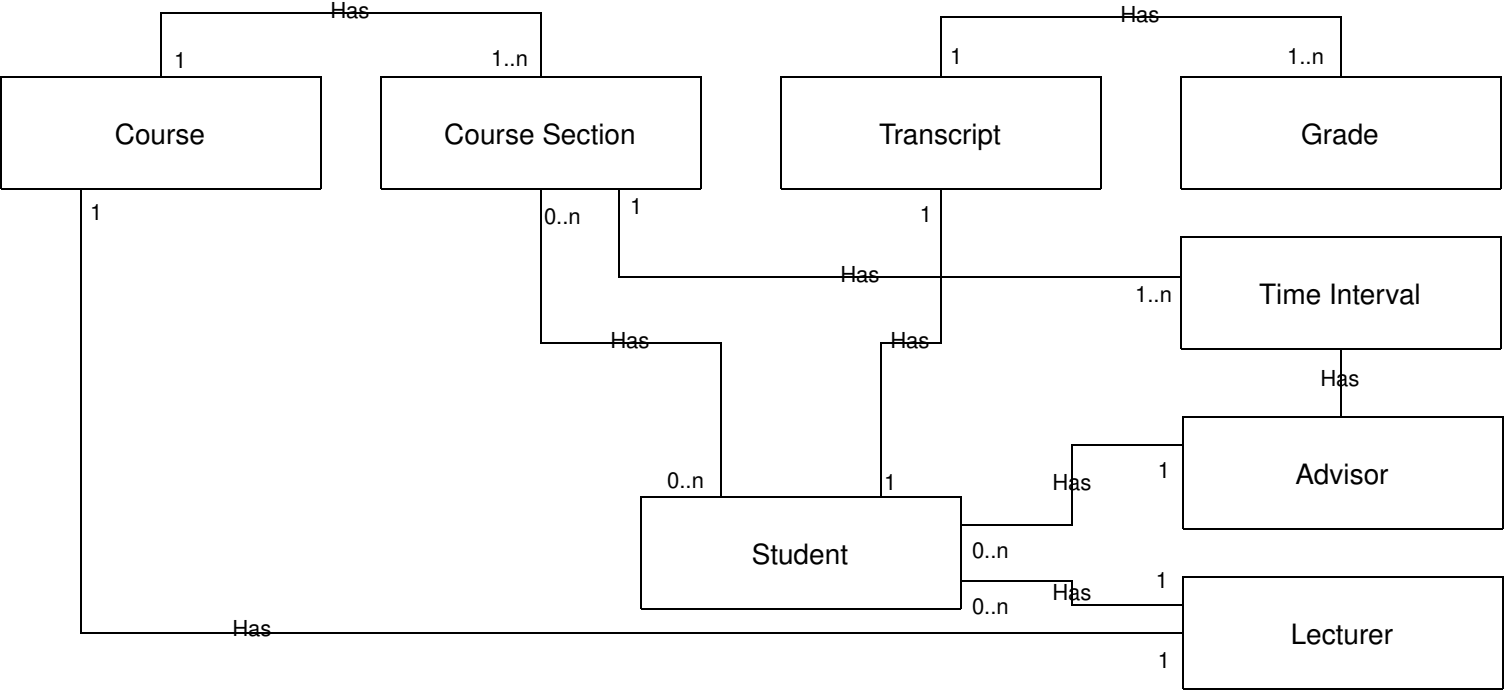 Has
Has
1
1..n
1
1..n
Course
Course Section
Transcript
Grade
1
0..n
1
1
Has
1..n
Time Interval
Has
Has
Has
0..n
1
Has
1
Advisor
0..n
Student
1
Has
0..n
Has
1
Lecturer